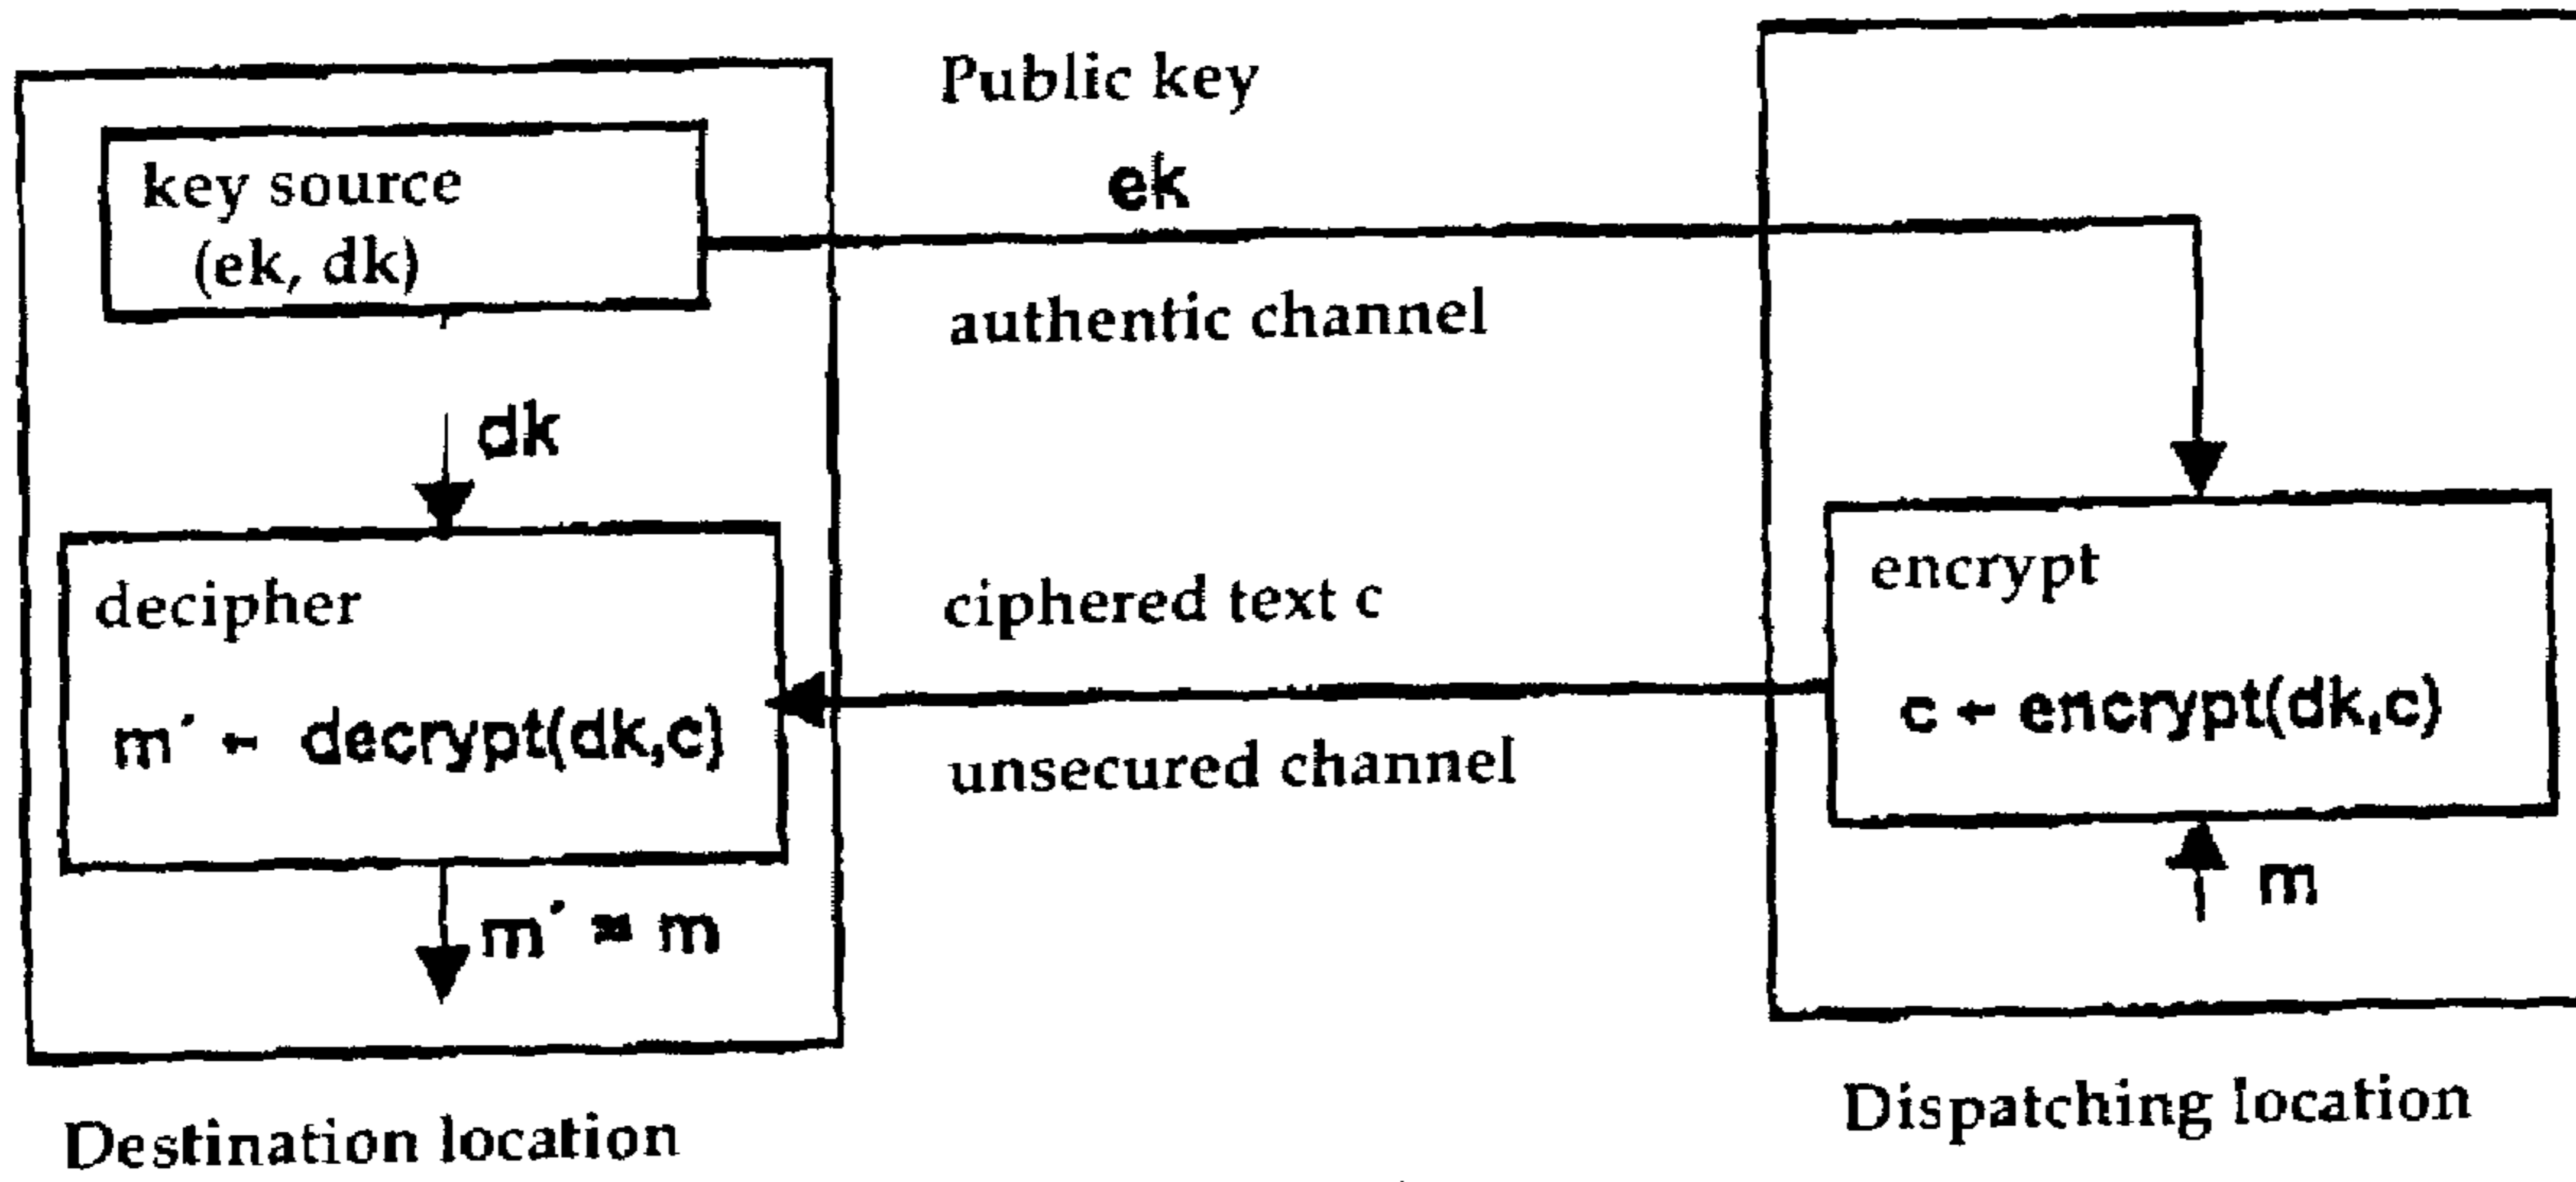 Public key
key source
(ek, dk)
ek
authentic channel
dk
decipher
m´ ← decrypt(dk,c)
ciphered text c
unsecured channel
encrypt
c ← encrypt(dk,c)
m´ = m
m
Destination location
Dispatching location